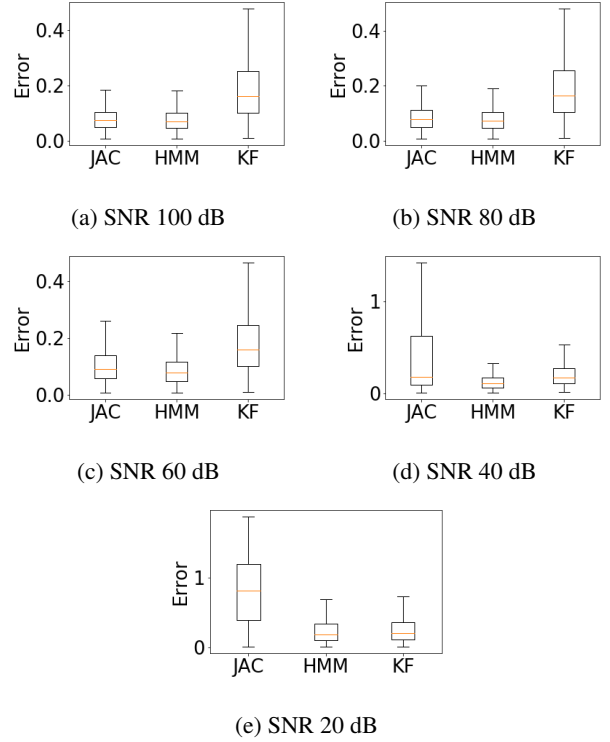 0.4
0.2
0.0
Error
JAC HMM KF
(a) SNR 100 dB
0.4
0.2
0.0
Error
JAC HMM KF
(b) SNR 80 dB
0.4
0.2
0.0
Error
JAC HMM KF
(c) SNR 60 dB
1
0
Error
JAC HMM KF
(d) SNR 40 dB
1
0
Error
JAC HMM KF
(e) SNR 20 dB